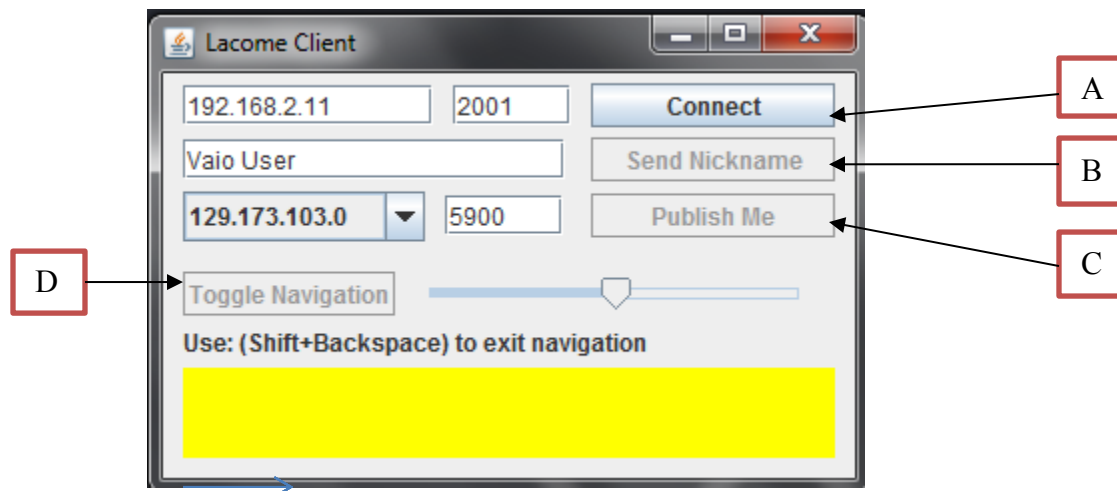 Lacome Client
192.168.2.11 2001 Connect
A
Vaio User Send Nickname
B
129.173.103.0 5900 Publish Me
C
D
Toggle Navigation
Use: (Shift+Backspace) to exit navigation